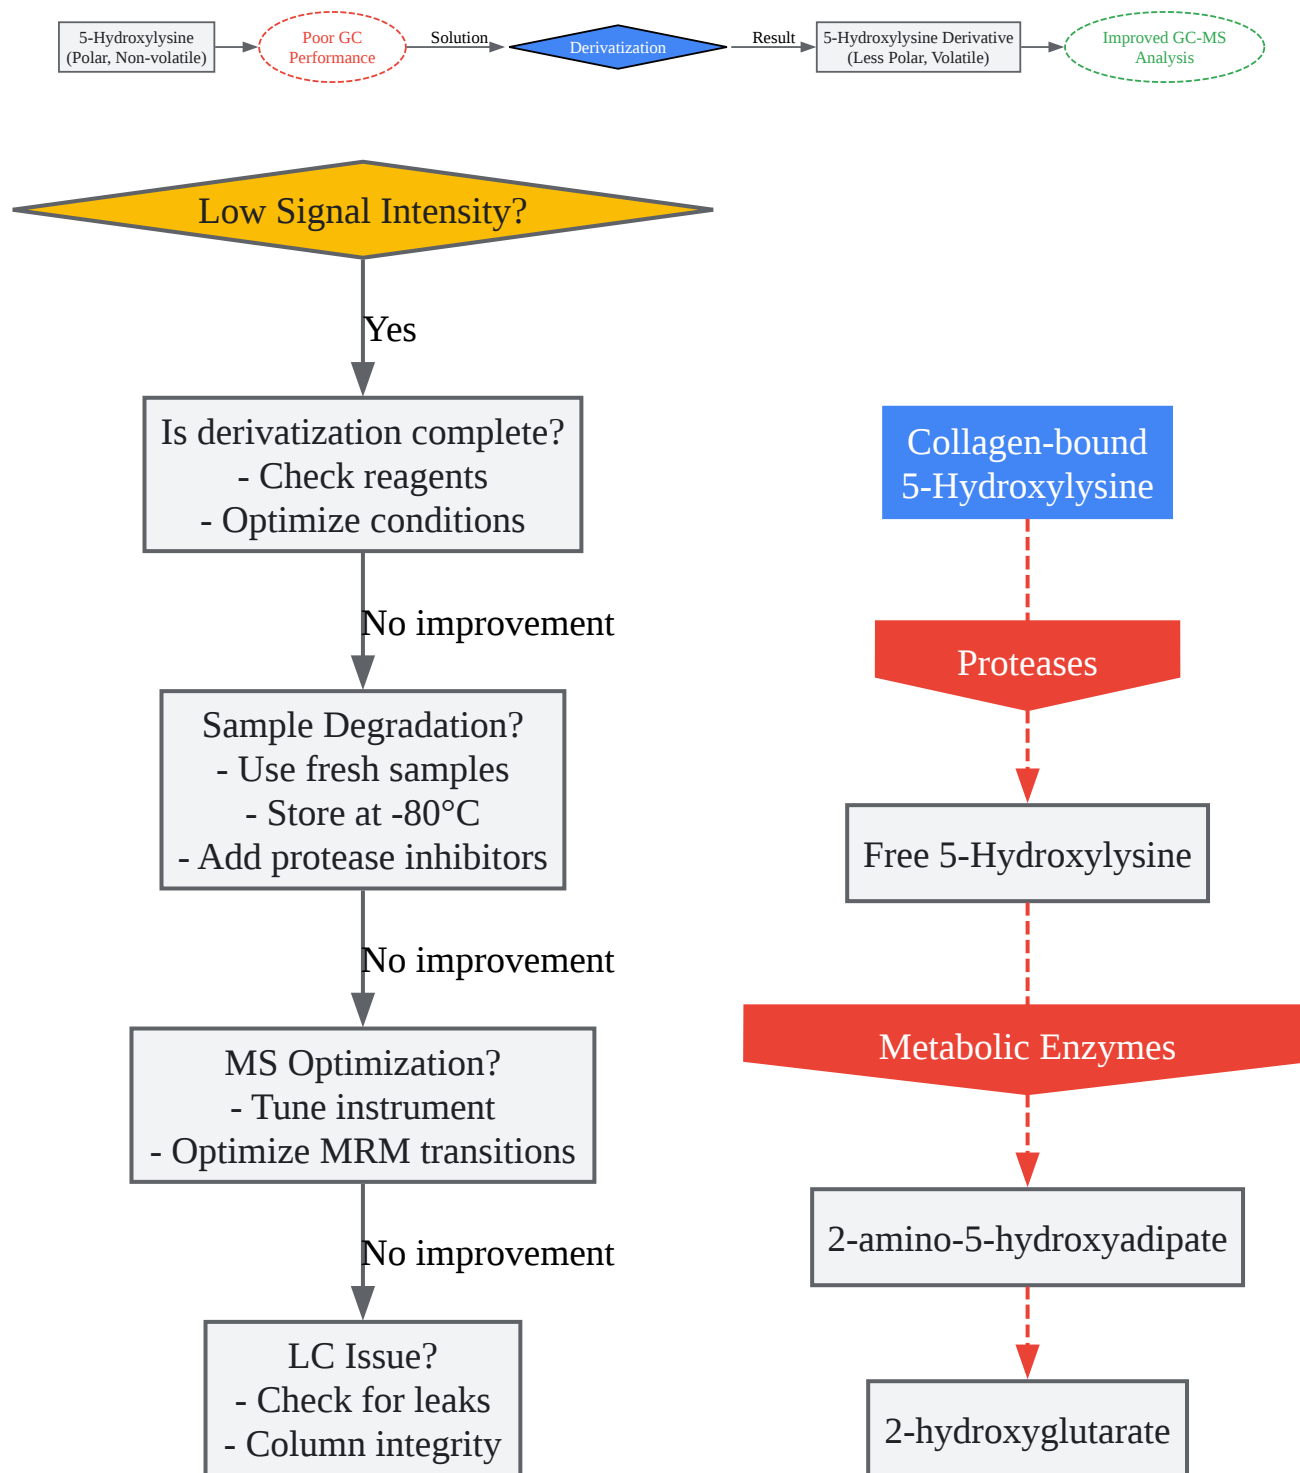 5-Hydroxylysine
(Polar, Non-volatile)
Poor GC
Performance
Solution
Derivatization
Result
5-Hydroxylysine Derivative
(Less Polar, Volatile)
Improved GC-MS
Analysis
Low Signal Intensity?
Yes
Is derivatization complete?
- Check reagents
- Optimize conditions
No improvement
Sample Degradation?
- Use fresh samples
- Store at -80°C
- Add protease inhibitors
No improvement
MS Optimization?
- Tune instrument
- Optimize MRM transitions
No improvement
LC Issue?
- Check for leaks
- Column integrity
Collagen-bound
5-Hydroxylysine
Proteases
Free 5-Hydroxylysine
Metabolic Enzymes
2-amino-5-hydroxyadipate
2-hydroxyglutarate